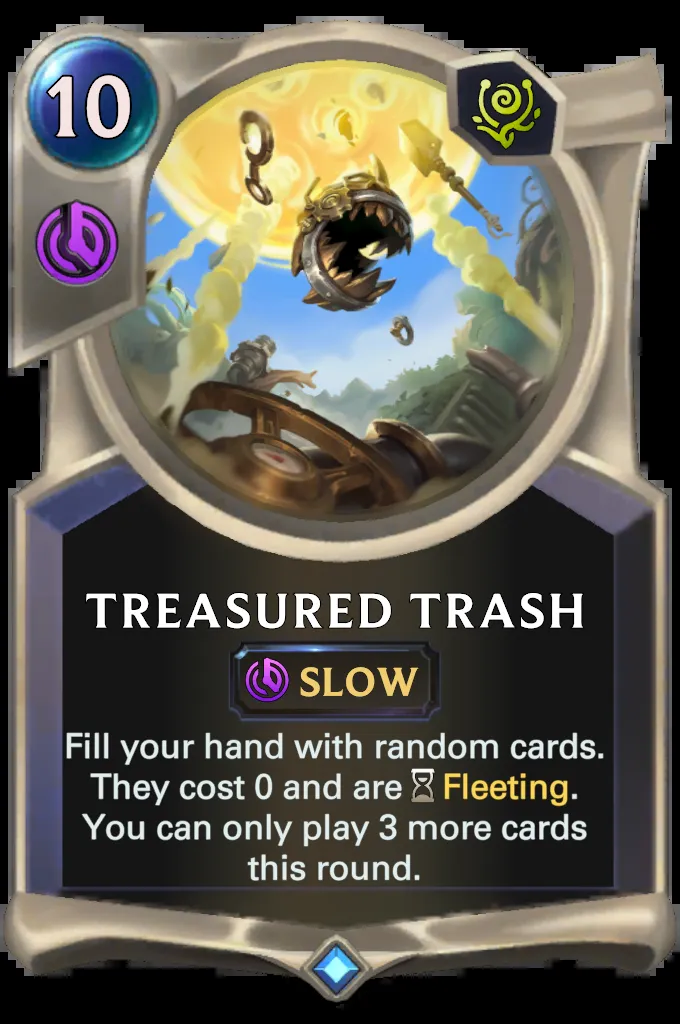 10
TREASURED TRASH
SLOW
Fill your hand with random cards.
They cost 0 and are Fleeting.
You can only play 3 more cards
this round.